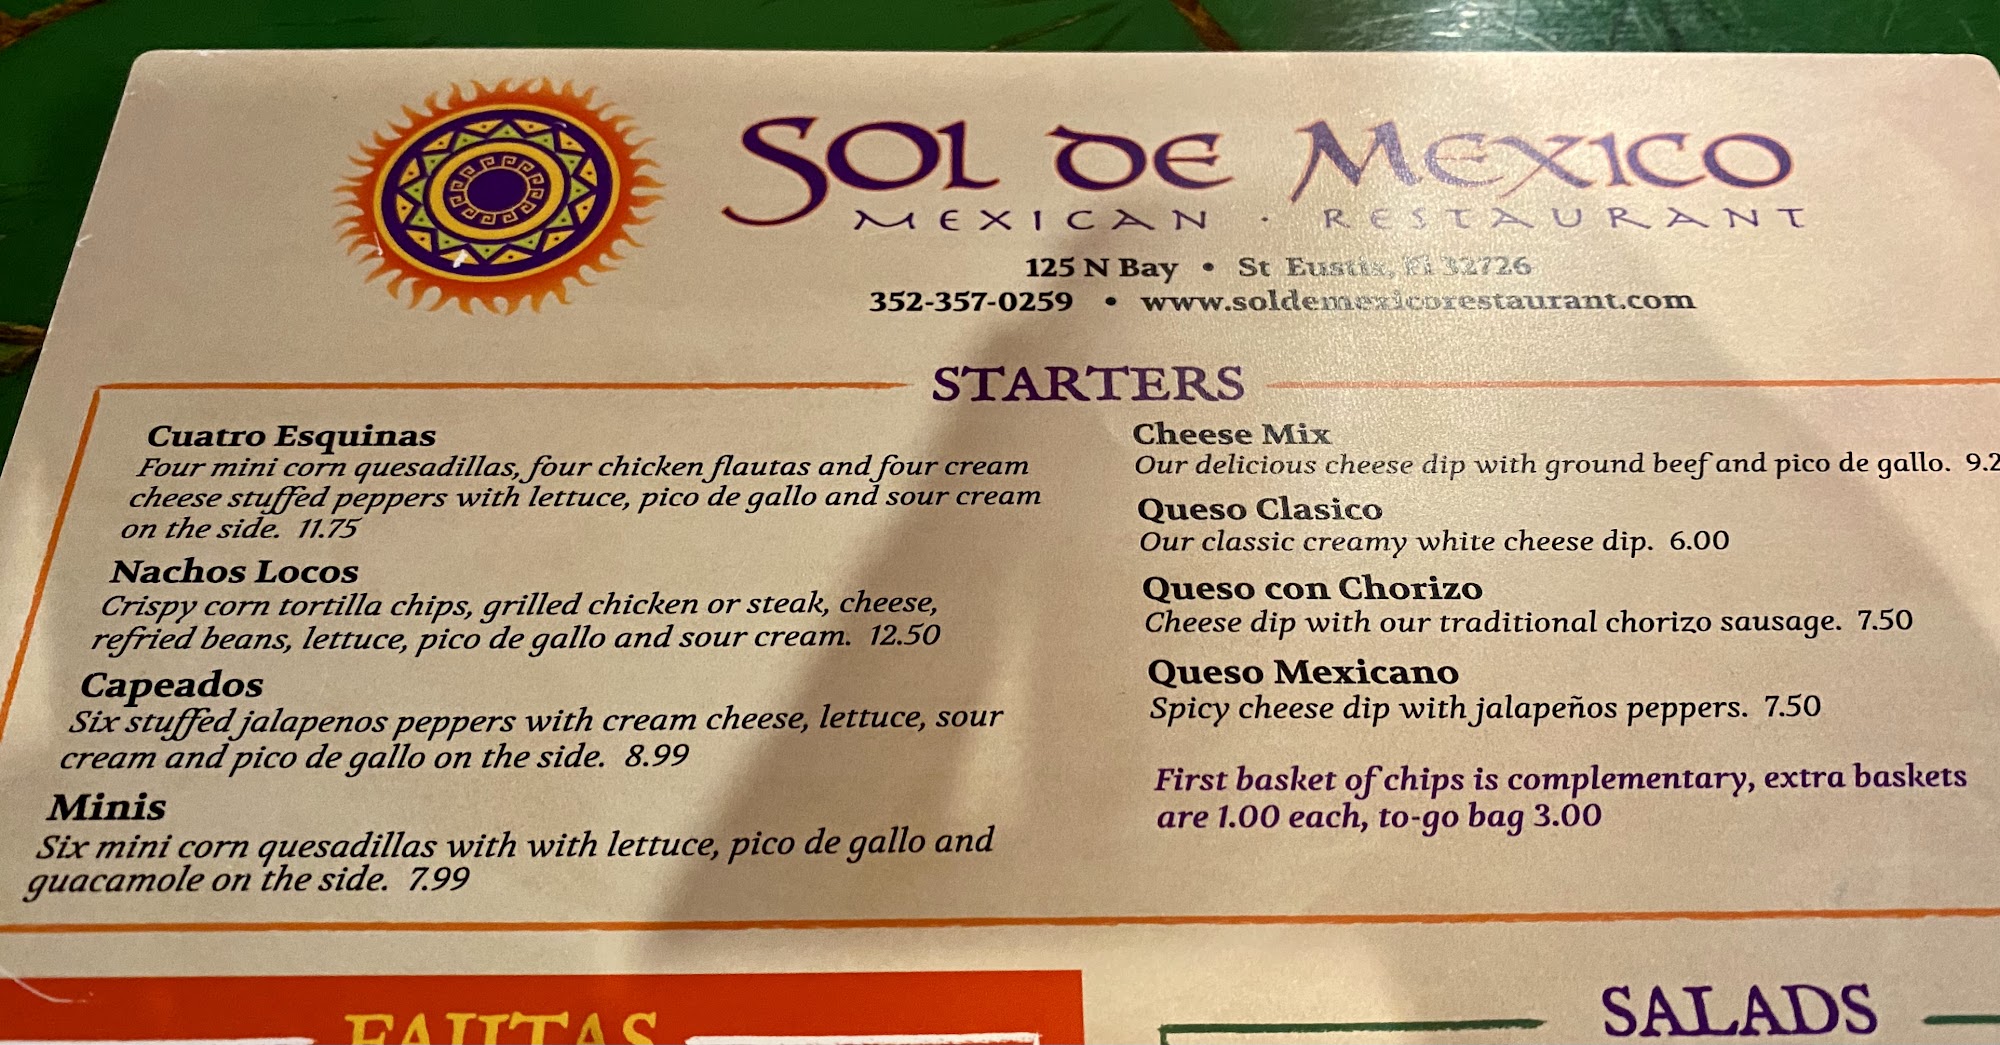 SOL DE MEXICO
MEXICAN · RESTAURANT
125 N Bay • St Eustis, Fl 32726
352-357-0259 • www.soldemexicorestaurant.com
STARTERS
Cuatro Esquinas
Four mini corn quesadillas, four chicken flautas and four cream
cheese stuffed peppers with lettuce, pico de gallo and sour cream
on the side. 11.75
Nachos Locos
Crispy corn tortilla chips, grilled chicken or steak, cheese,
refried beans, lettuce, pico de gallo and sour cream. 12.50
Capeados
Six stuffed jalapenos peppers with cream cheese, lettuce, sour
cream and pico de gallo on the side. 8.99
Minis
Six mini corn quesadillas with with lettuce, pico de gallo and
guacamole on the side. 7.99
Cheese Mix
Our delicious cheese dip with ground beef and pico de gallo. 9.2
Queso Clasico
Our classic creamy white cheese dip. 6.00
Queso con Chorizo
Cheese dip with our traditional chorizo sausage. 7.50
Queso Mexicano
Spicy cheese dip with jalapeños peppers. 7.50
First basket of chips is complementary, extra baskets
are 1.00 each, to-go bag 3.00
FAJITAS
SALADS